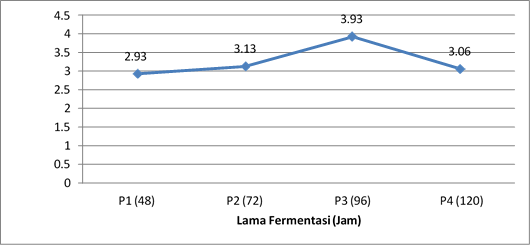 4.5
4
3.5
3
2.5
2
1.5
1
0.5
0
2.93
3.13
3.93
3.06
P1 (48)
P2 (72)
P3 (96)
P4 (120)
Lama Fermentasi (Jam)